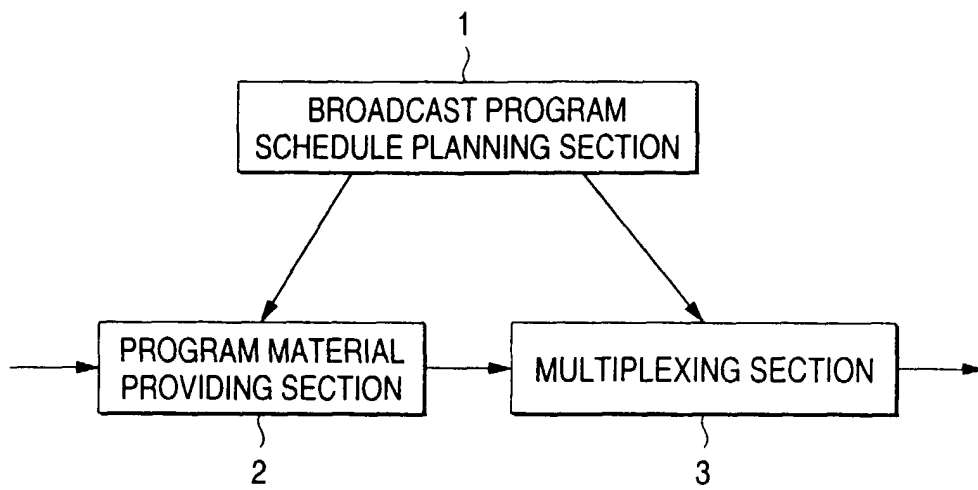 1
BROADCAST PROGRAM
SCHEDULE PLANNING SECTION
PROGRAM MATERIAL
PROVIDING SECTION
MULTIPLEXING SECTION
2
3